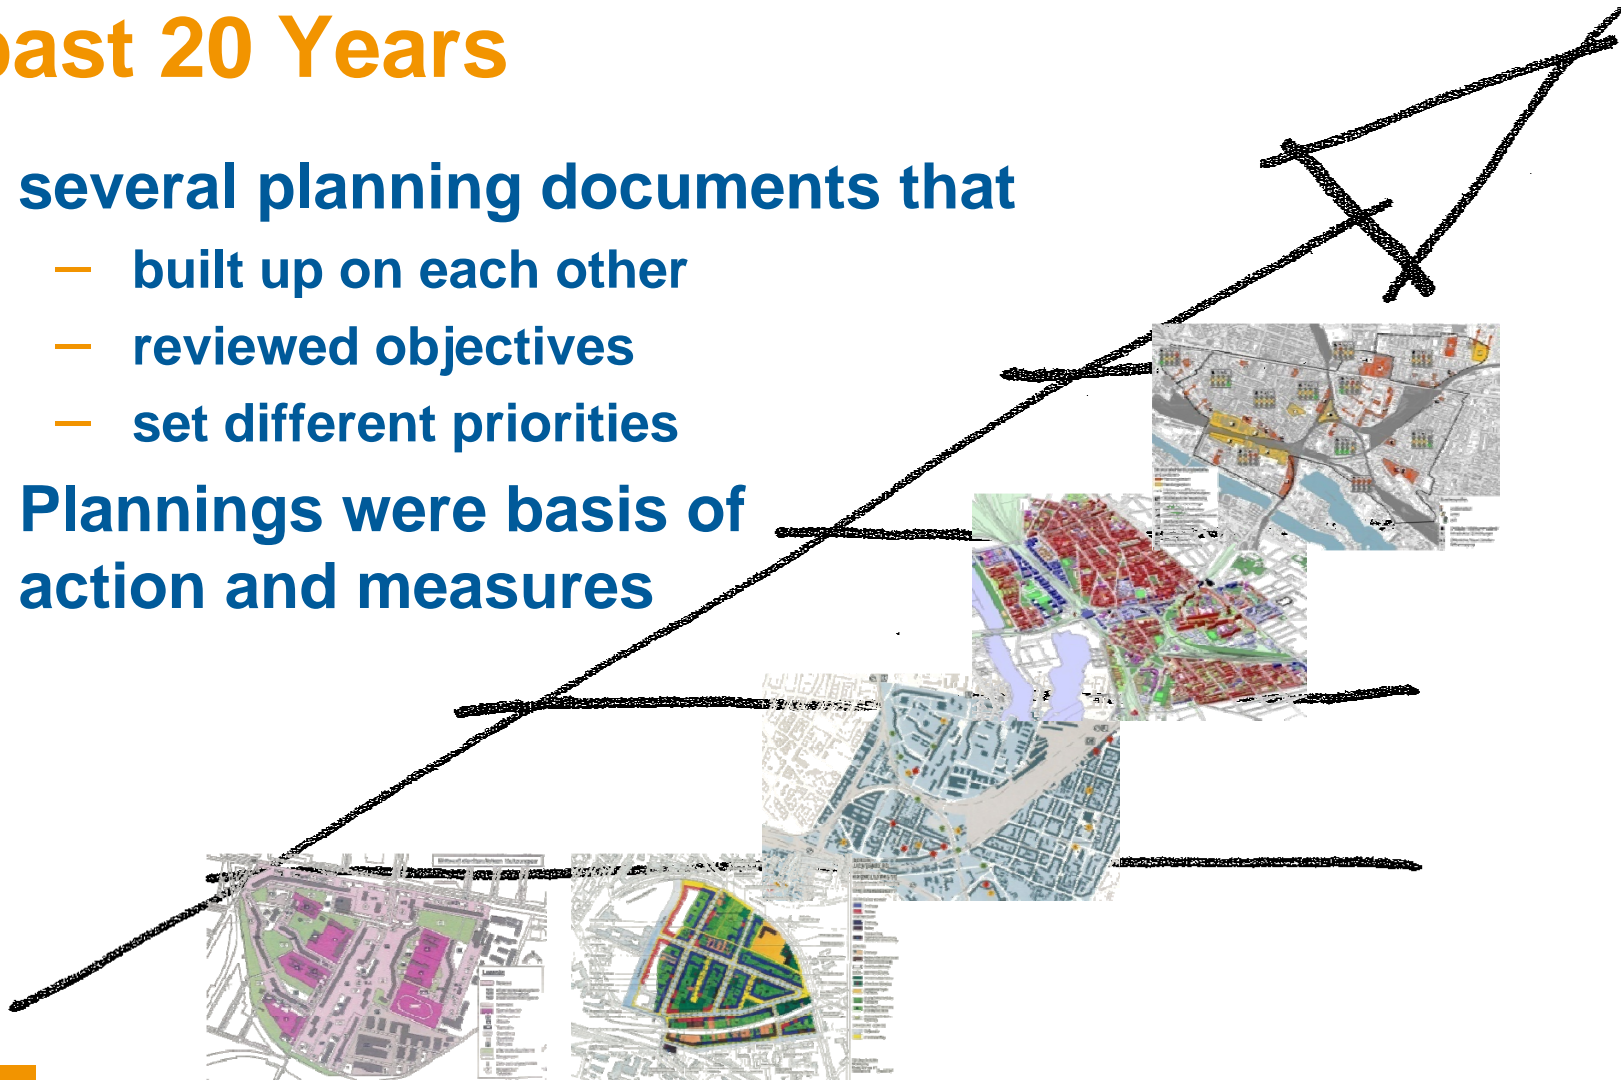 past 20 Years
several planning documents that
– built up on each other
– reviewed objectives
– set different priorities
Plannings were basis of
action and measures